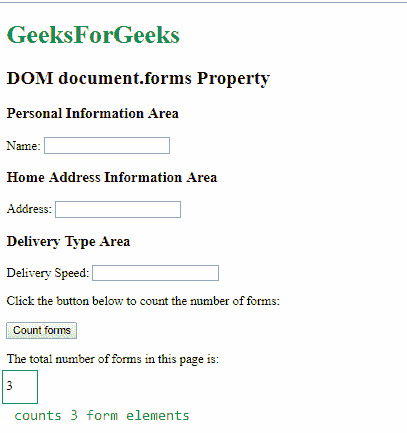 GeeksForGeeks
DOM document.forms Property
Personal Information Area
Name:
Home Address Information Area
Address:
Delivery Type Area
Delivery Speed:
Click the button below to count the number of forms:
Count forms
The total number of forms in this page is:
3
counts 3 form elements